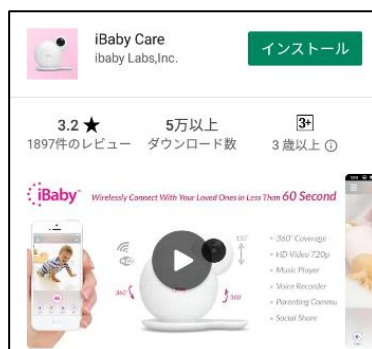 iBaby Care
ibaby Labs,Inc.
インストール
3.2 ★
1897件のレビュー
5万以上
ダウンロード数
3+
3 歳以上
iBaby
Wirelessly Connect With Your Loved Ones in Less Than 60 Second
360°
360°
• 360° Coverage
• HD Video 720p
• Music Player
• Voice Recorder
• Parenting Commu
• Social Share